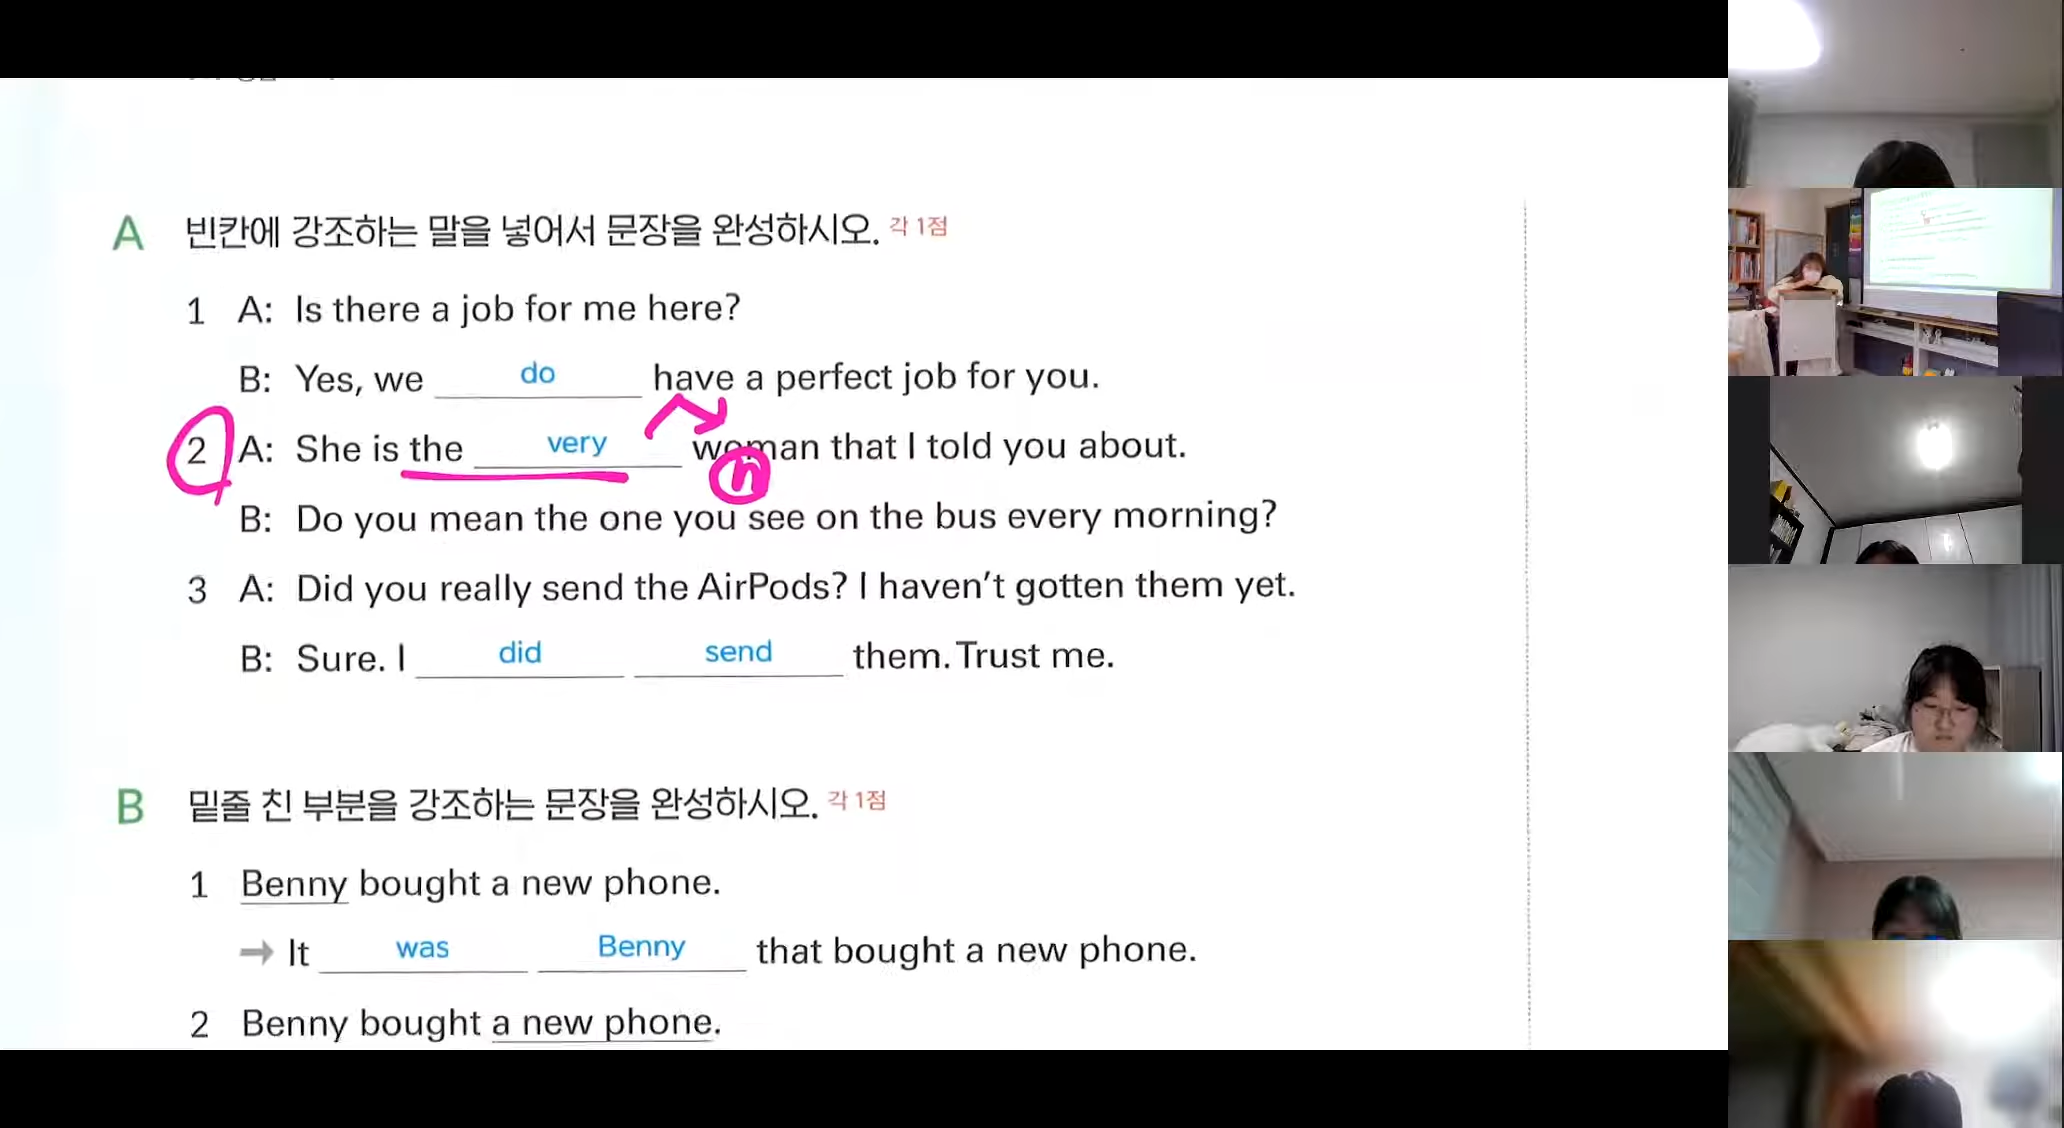 A 빈칸에 강조하는 말을 넣어서 문장을 완성하시오. 각 1점
1 A: Is there a job for me here?
B: Yes, we do have a perfect job for you.
2 A: She is the very woman that I told you about.
n
B: Do you mean the one you see on the bus every morning?
3 A: Did you really send the AirPods? I haven't gotten them yet.
B: Sure. I did send them. Trust me.
B 밑줄 친 부분을 강조하는 문장을 완성하시오. 각 1점
1 Benny bought a new phone.
→ It was Benny that bought a new phone.
2 Benny bought a new phone.